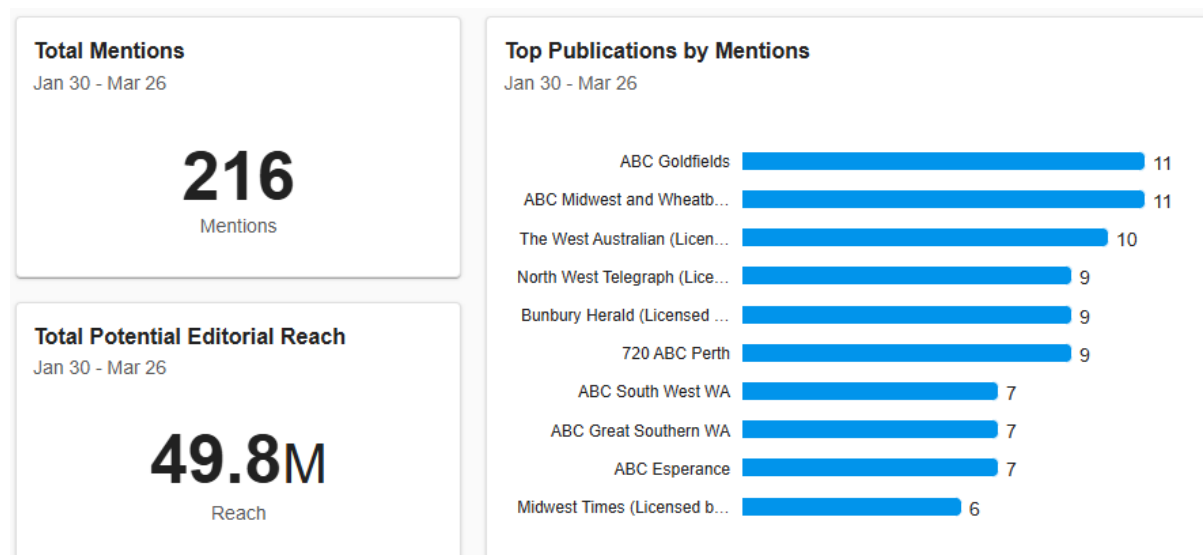 Total Mentions
Jan 30 - Mar 26
216
Mentions
Total Potential Editorial Reach
Jan 30 - Mar 26
49.8M
Reach
Top Publications by Mentions
Jan 30 - Mar 26
ABC Goldfields 11
ABC Midwest and Wheatb... 11
The West Australian (Licen... 10
North West Telegraph (Lice... 9
Bunbury Herald (Licensed ... 9
720 ABC Perth 9
ABC South West WA 7
ABC Great Southern WA 7
ABC Esperance 7
Midwest Times (Licensed b... 6